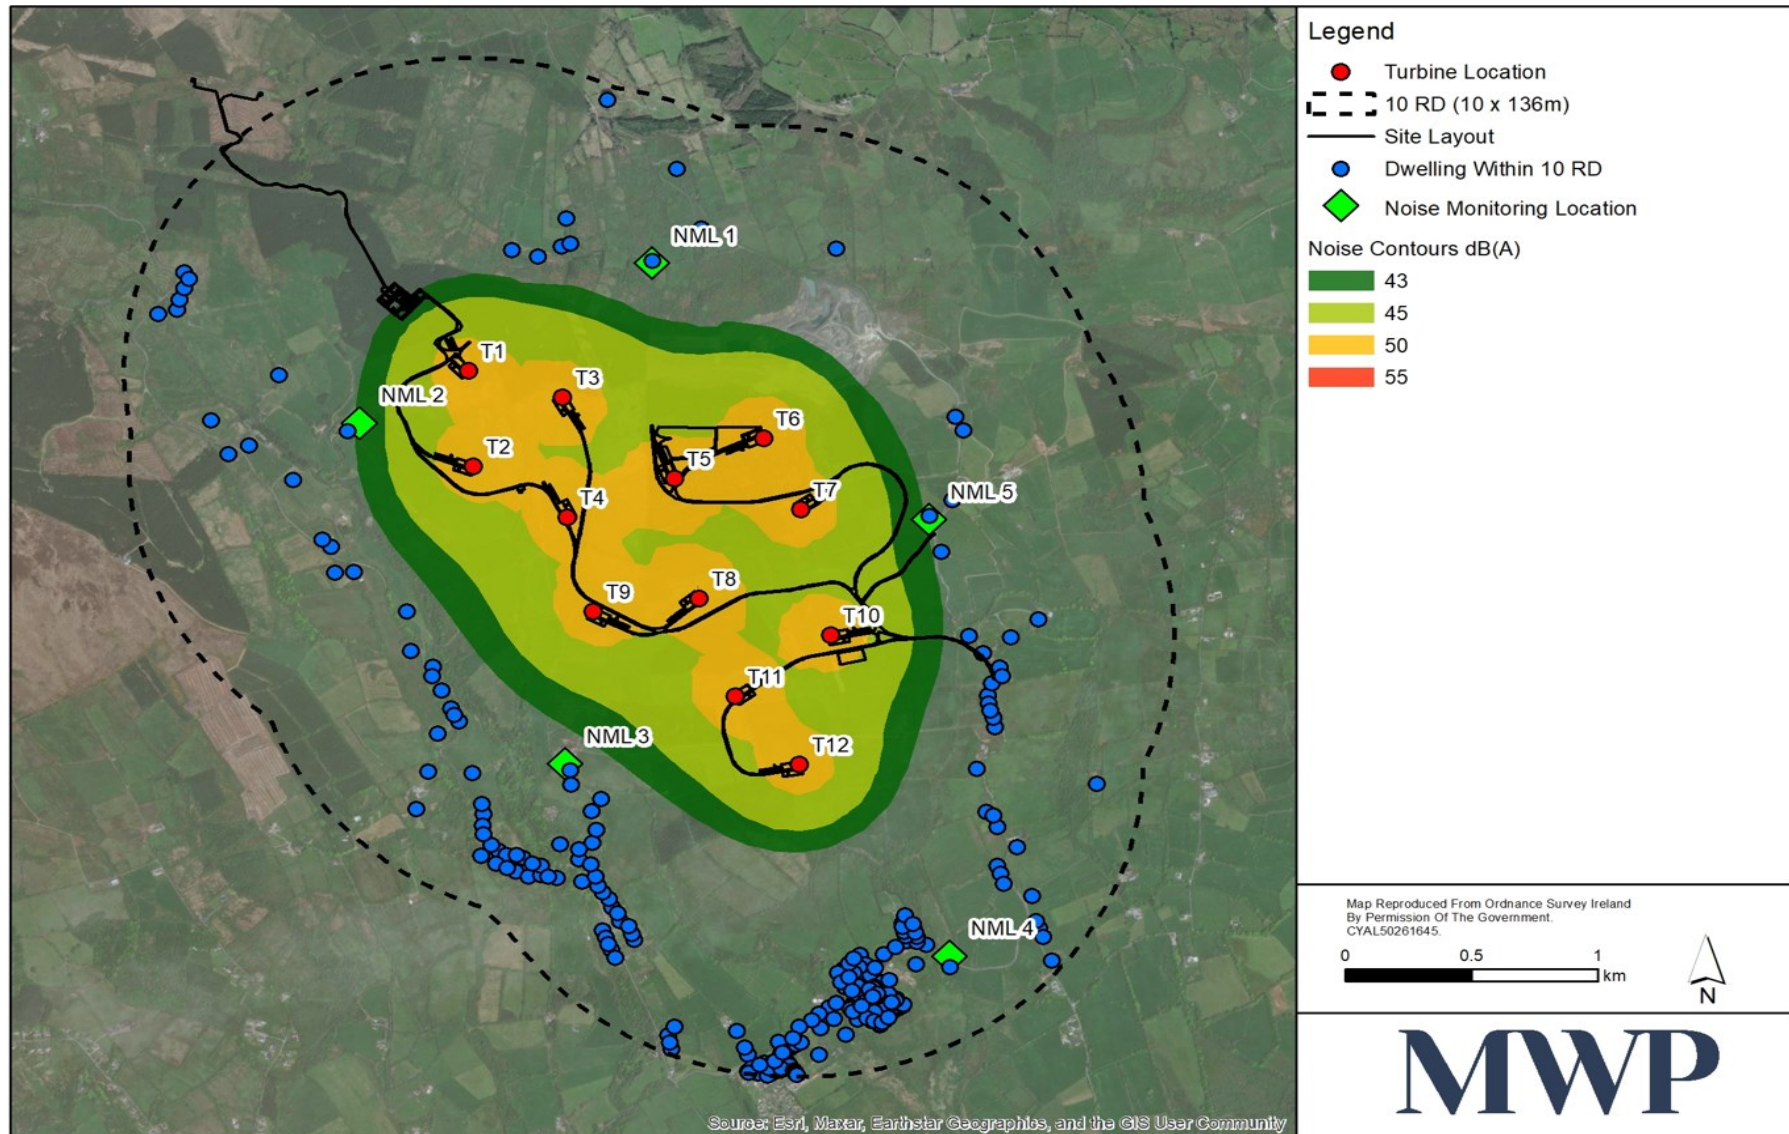 NML 1
T1
T3
NML 2
T6
T2
T5
T4
T7
NML 5
T8
T9
T10
T11
NML 3
T12
NML 4
Source: Esri, Maxar, Earthstar Geographics, and the GIS User Community
Legend
Turbine Location
10 RD (10 x 136m)
Site Layout
Dwelling Within 10 RD
Noise Monitoring Location
Noise Contours dB(A)
43
45
50
55
Map Reproduced From Ordnance Survey Ireland
By Permission Of The Government.
CYAL50261645.
0 0.5 1
km
N
MWP